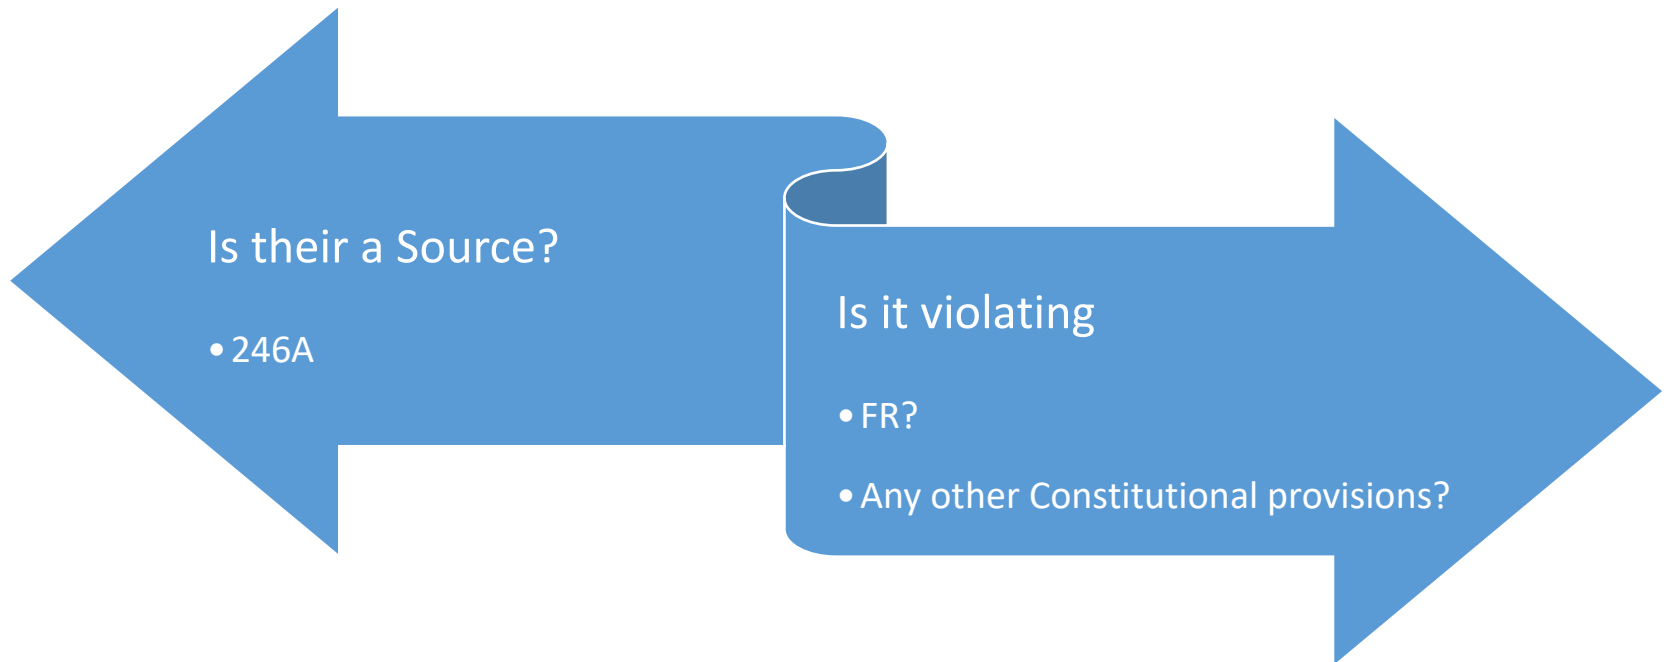 Is their a Source?
• 246A
Is it violating
• FR?
• Any other Constitutional provisions?